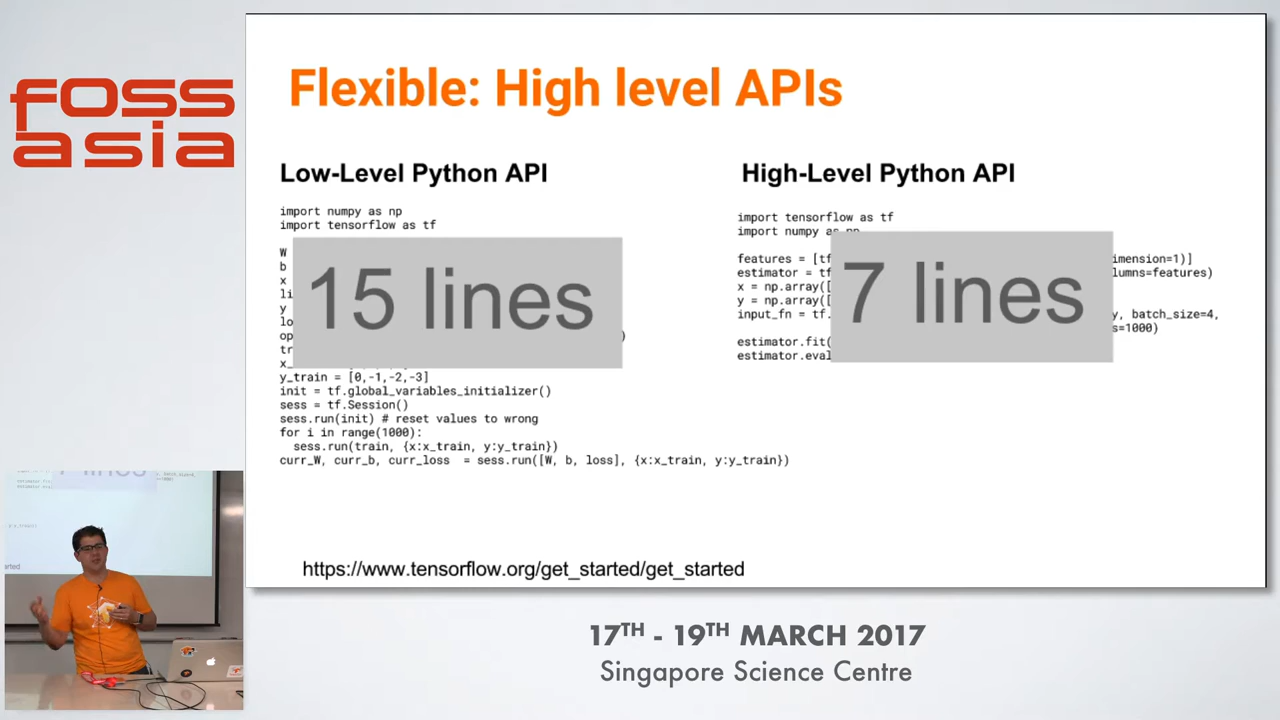 foss
asia
Flexible: High level APIs
Low-Level Python API
import numpy as np
import tensorflow as tf
W
b
x
li
y
lo
op
tr
x_
y_train = [0,-1,-2,-3]
init = tf.global_variables_initializer()
sess = tf.Session()
sess.run(init) # reset values to wrong
for i in range(1000):
sess.run(train, {x:x_train, y:y_train})
curr_W, curr_b, curr_loss = sess.run([W, b, loss], {x:x_train, y:y_train})
15 lines
High-Level Python API
import tensorflow as tf
import numpy as np
features = [tf imension=1)]
estimator = tf lumns=features)
x = np.array([
y = np.array([
input_fn = tf. y, batch_size=4,
s=1000)
estimator.fit(
estimator.eval
7 lines
https://www.tensorflow.org/get_started/get_started
17TH - 19TH MARCH 2017
Singapore Science Centre